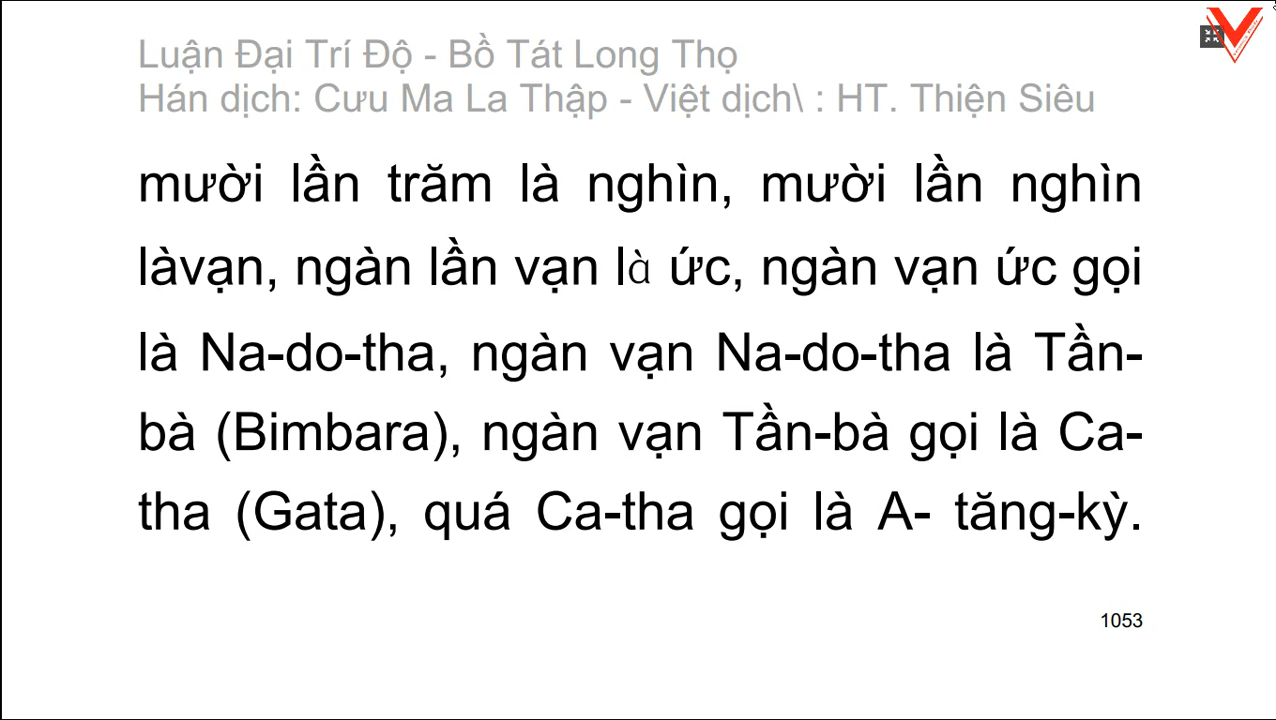 Luận Đại Trí Độ - Bồ Tát Long Thọ
Hán dịch: Cưu Ma La Thập - Việt dịch\ : HT. Thiện Siêu
mười lần trăm là nghìn, mười lần nghìn
làvạn, ngàn lần vạn là ức, ngàn vạn ức gọi
là Na-do-tha, ngàn vạn Na-do-tha là Tần-
bà (Bimbara), ngàn vạn Tần-bà gọi là Ca-
tha (Gata), quá Ca-tha gọi là A- tăng-kỳ.
1053